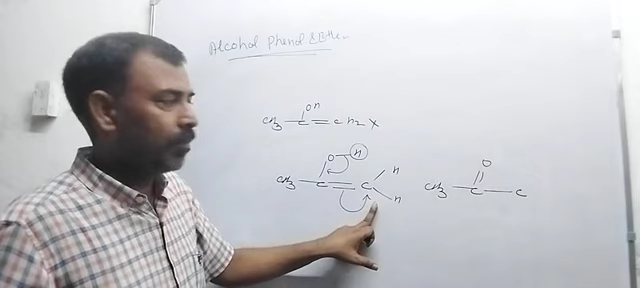 Alcohol Phenol & Ether
OH
CH3 — C = CH2 X
O — H
CH3 — C = C
H
H
O
CH3 — C — C